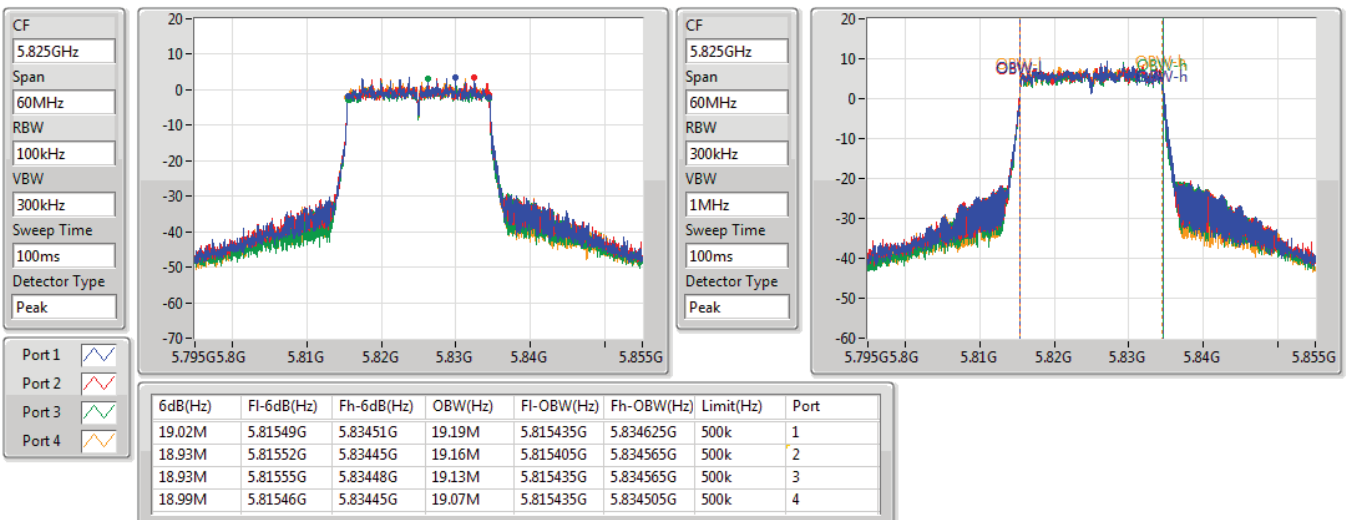 CF
5.825GHz
Span
60MHz
RBW
100kHz
VBW
300kHz
Sweep Time
100ms
Detector Type
Peak
20
10
0
-10
-20
-30
-40
-50
-60
-70
5.795G 5.8G 5.81G 5.82G 5.83G 5.84G 5.855G
CF
5.825GHz
Span
60MHz
RBW
300kHz
VBW
1MHz
Sweep Time
100ms
Detector Type
Peak
20
10
0
-10
-20
-30
-40
-50
-60
OBW-l OBW-h
OBW-h
5.795G 5.8G 5.81G 5.82G 5.83G 5.84G 5.855G
Port 1
Port 2
Port 3
Port 4
6dB(Hz) Fl-6dB(Hz) Fh-6dB(Hz) OBW(Hz) Fl-OBW(Hz) Fh-OBW(Hz) Limit(Hz) Port
19.02M 5.81549G 5.83451G 19.19M 5.815435G 5.834625G 500k 1
18.93M 5.81552G 5.83445G 19.16M 5.815405G 5.834565G 500k 2
18.93M 5.81555G 5.83448G 19.13M 5.815435G 5.834565G 500k 3
18.99M 5.81546G 5.83445G 19.07M 5.815435G 5.834505G 500k 4